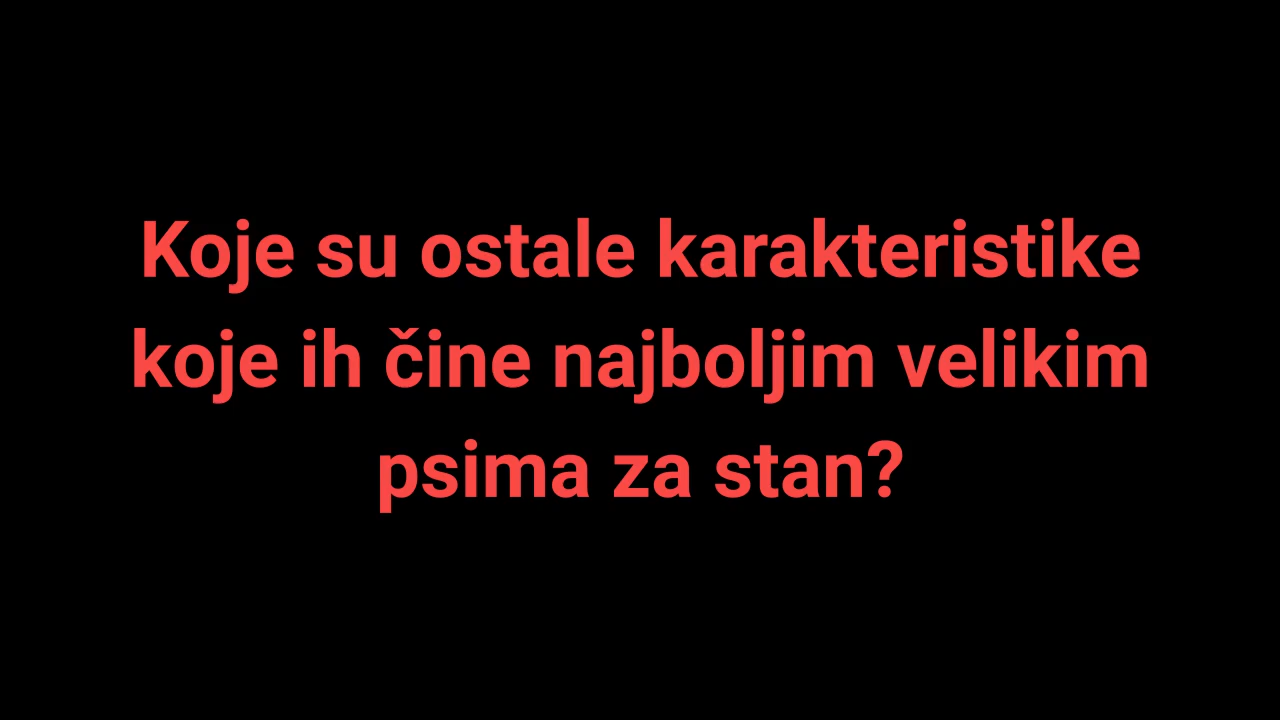 Koje su ostale karakteristike
koje ih čine najboljim velikim
psima za stan?